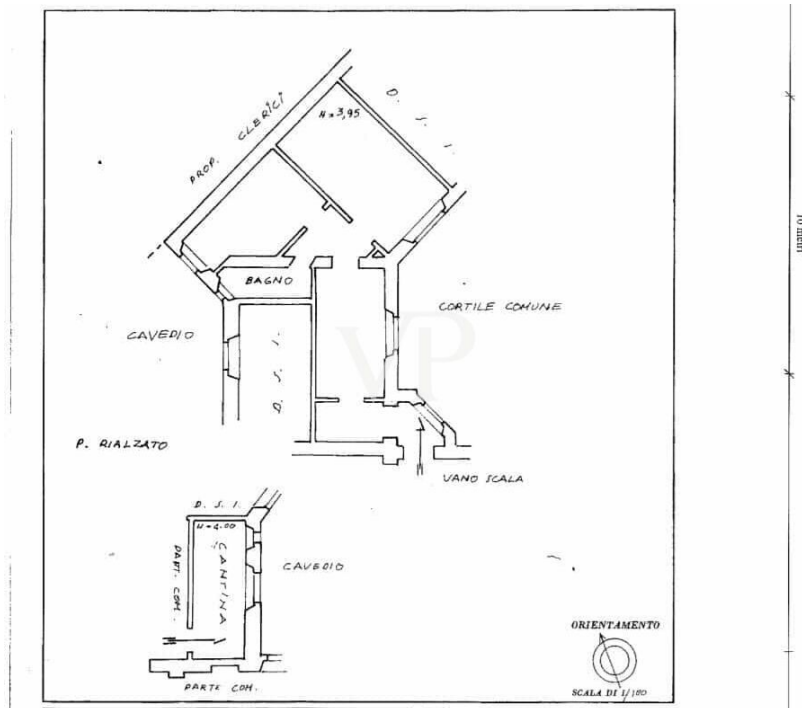 PROP. CLERICI
D. S. I.
H = 3,95
BAGNO
CORTILE COMUNE
CAVEDIO
D. S. I.
VP
P. RIALZATO
VANO SCALA
D. S. I.
H = 4.00
PART. COM.
CANTINA
CAVEDIO
PARTE COM.
ORIENTAMENTO
SCALA DI 1/100
10 metri